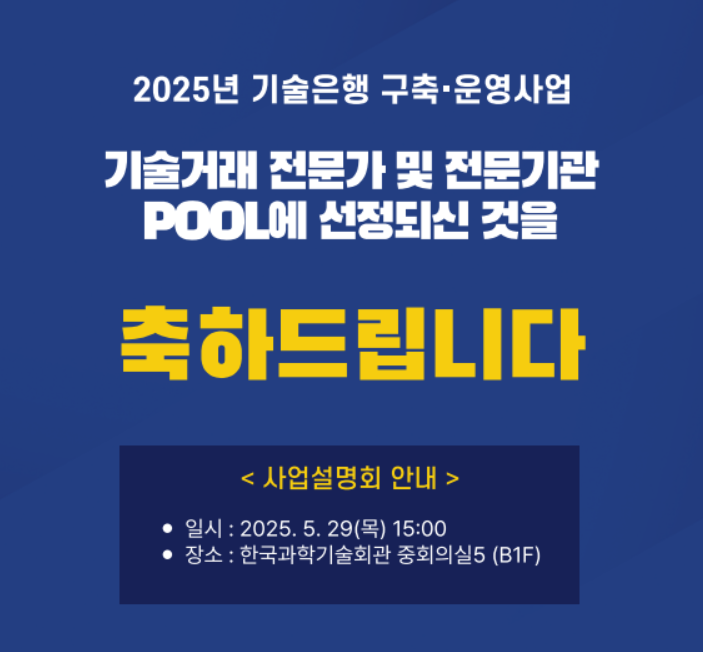 2025년 기술은행 구축·운영사업
기술거래 전문가 및 전문기관
POOL에 선정되신 것을
축하드립니다
< 사업설명회 안내 >
● 일시 : 2025. 5. 29(목) 15:00
● 장소 : 한국과학기술회관 중회의실5 (B1F)